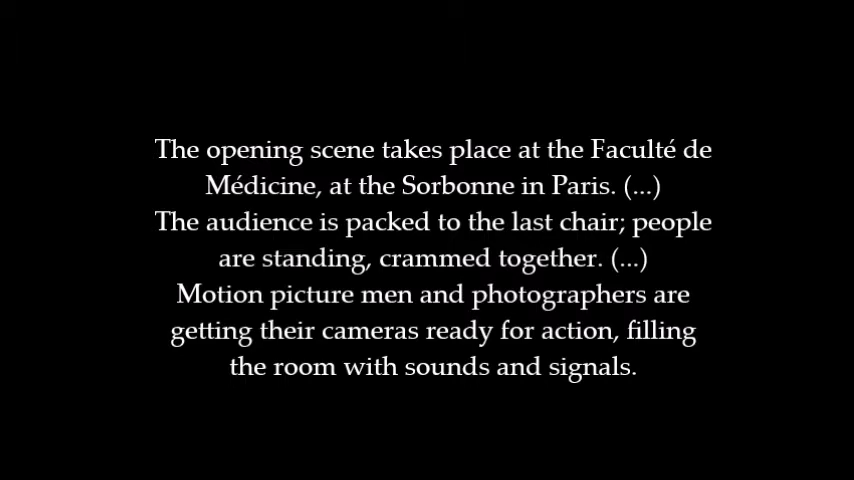 The opening scene takes place at the Faculté de
Médicine, at the Sorbonne in Paris. (...)
The audience is packed to the last chair; people
are standing, crammed together. (...)
Motion picture men and photographers are
getting their cameras ready for action, filling
the room with sounds and signals.